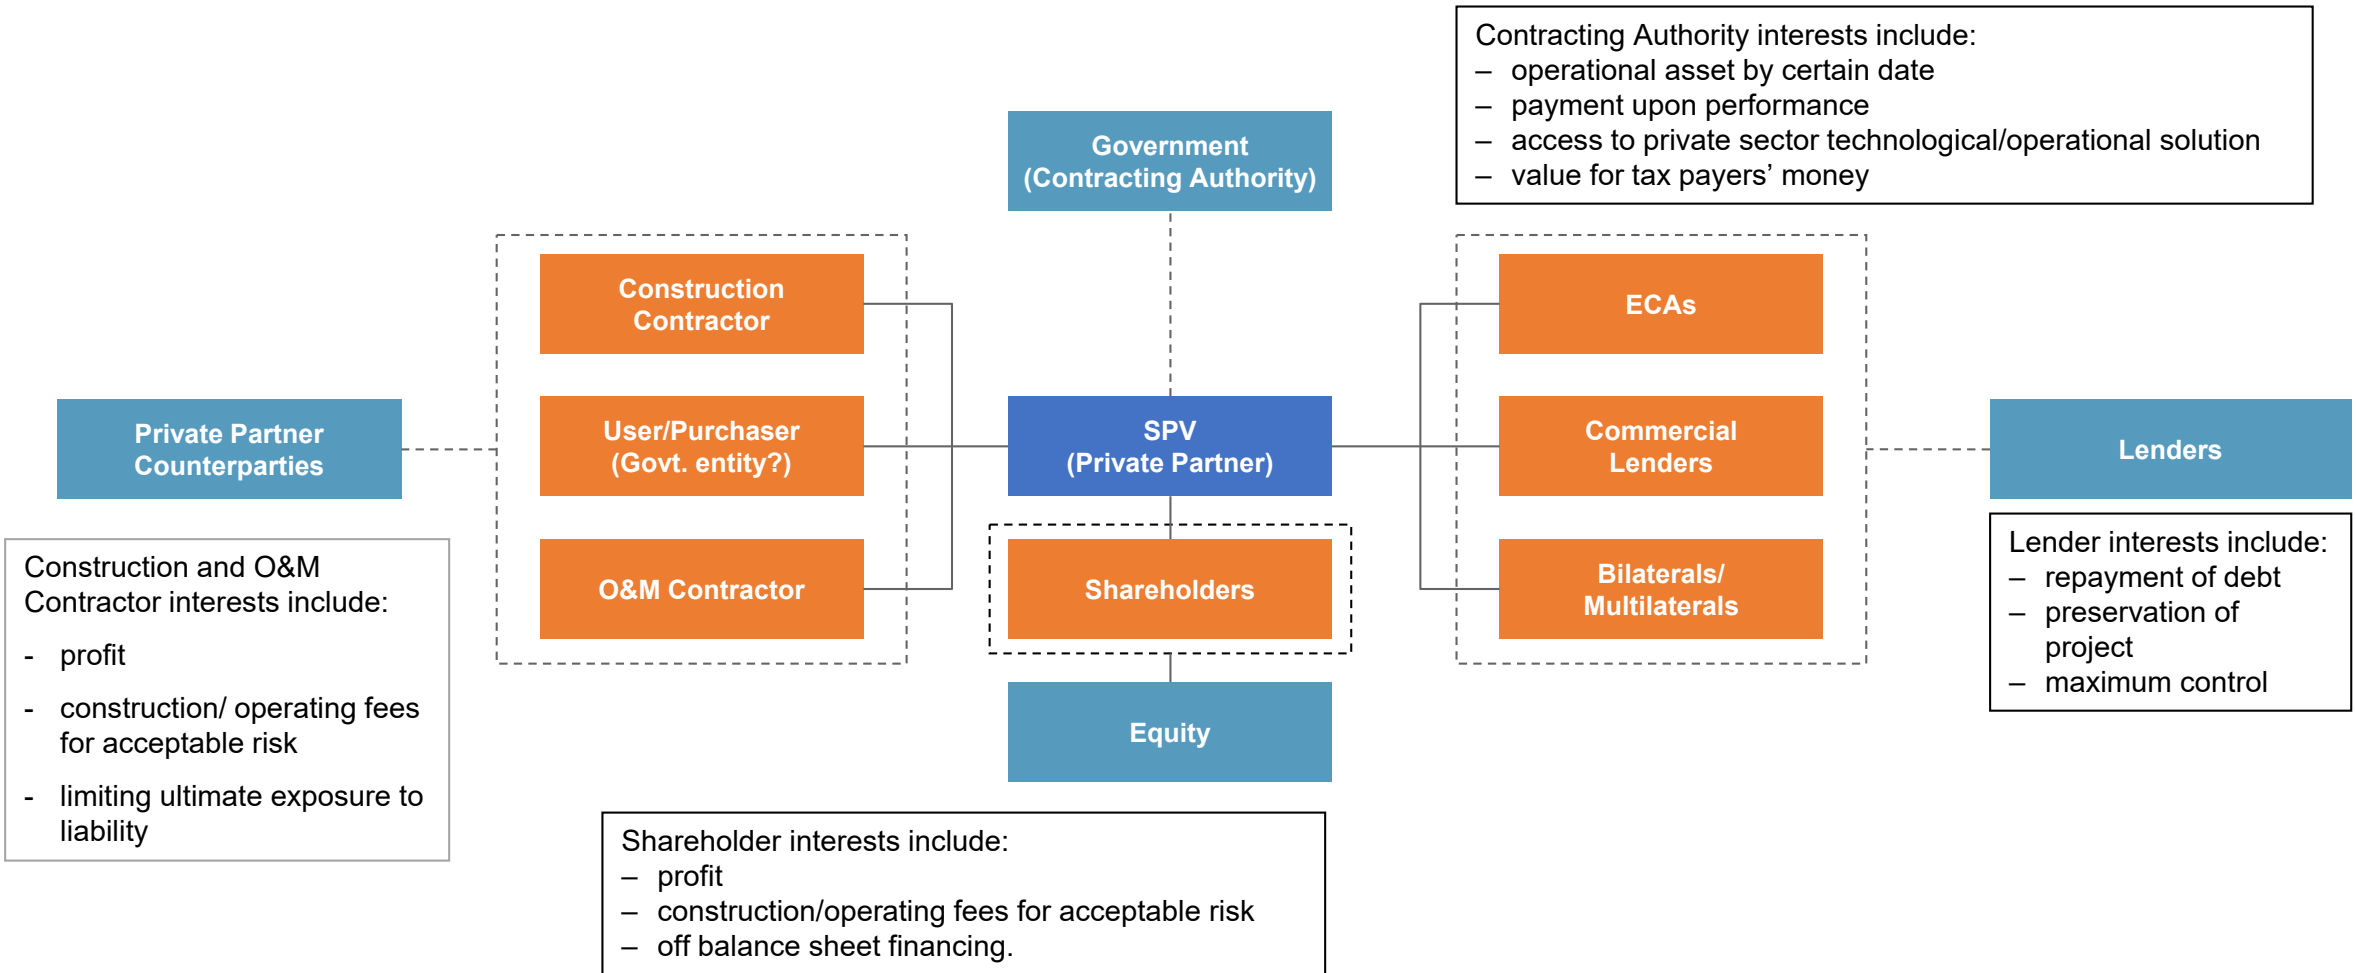 Contracting Authority interests include:
– operational asset by certain date
– payment upon performance
– access to private sector technological/operational solution
– value for tax payers’ money
Government
(Contracting Authority)
Construction
Contractor
ECAs
Private Partner
Counterparties
User/Purchaser
(Govt. entity?)
SPV
(Private Partner)
Commercial
Lenders
Lenders
O&M Contractor
Shareholders
Bilaterals/
Multilaterals
Equity
Construction and O&M
Contractor interests include:
- profit
- construction/ operating fees
for acceptable risk
- limiting ultimate exposure to
liability
Lender interests include:
– repayment of debt
– preservation of
project
– maximum control
Shareholder interests include:
– profit
– construction/operating fees for acceptable risk
– off balance sheet financing.